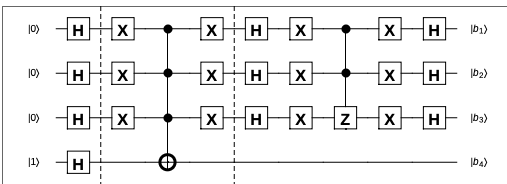 |0⟩ H X X H X X H |b₁⟩
|0⟩ H X X H X X H |b₂⟩
|0⟩ H X X H X Z X H |b₃⟩
|1⟩ H |b₄⟩